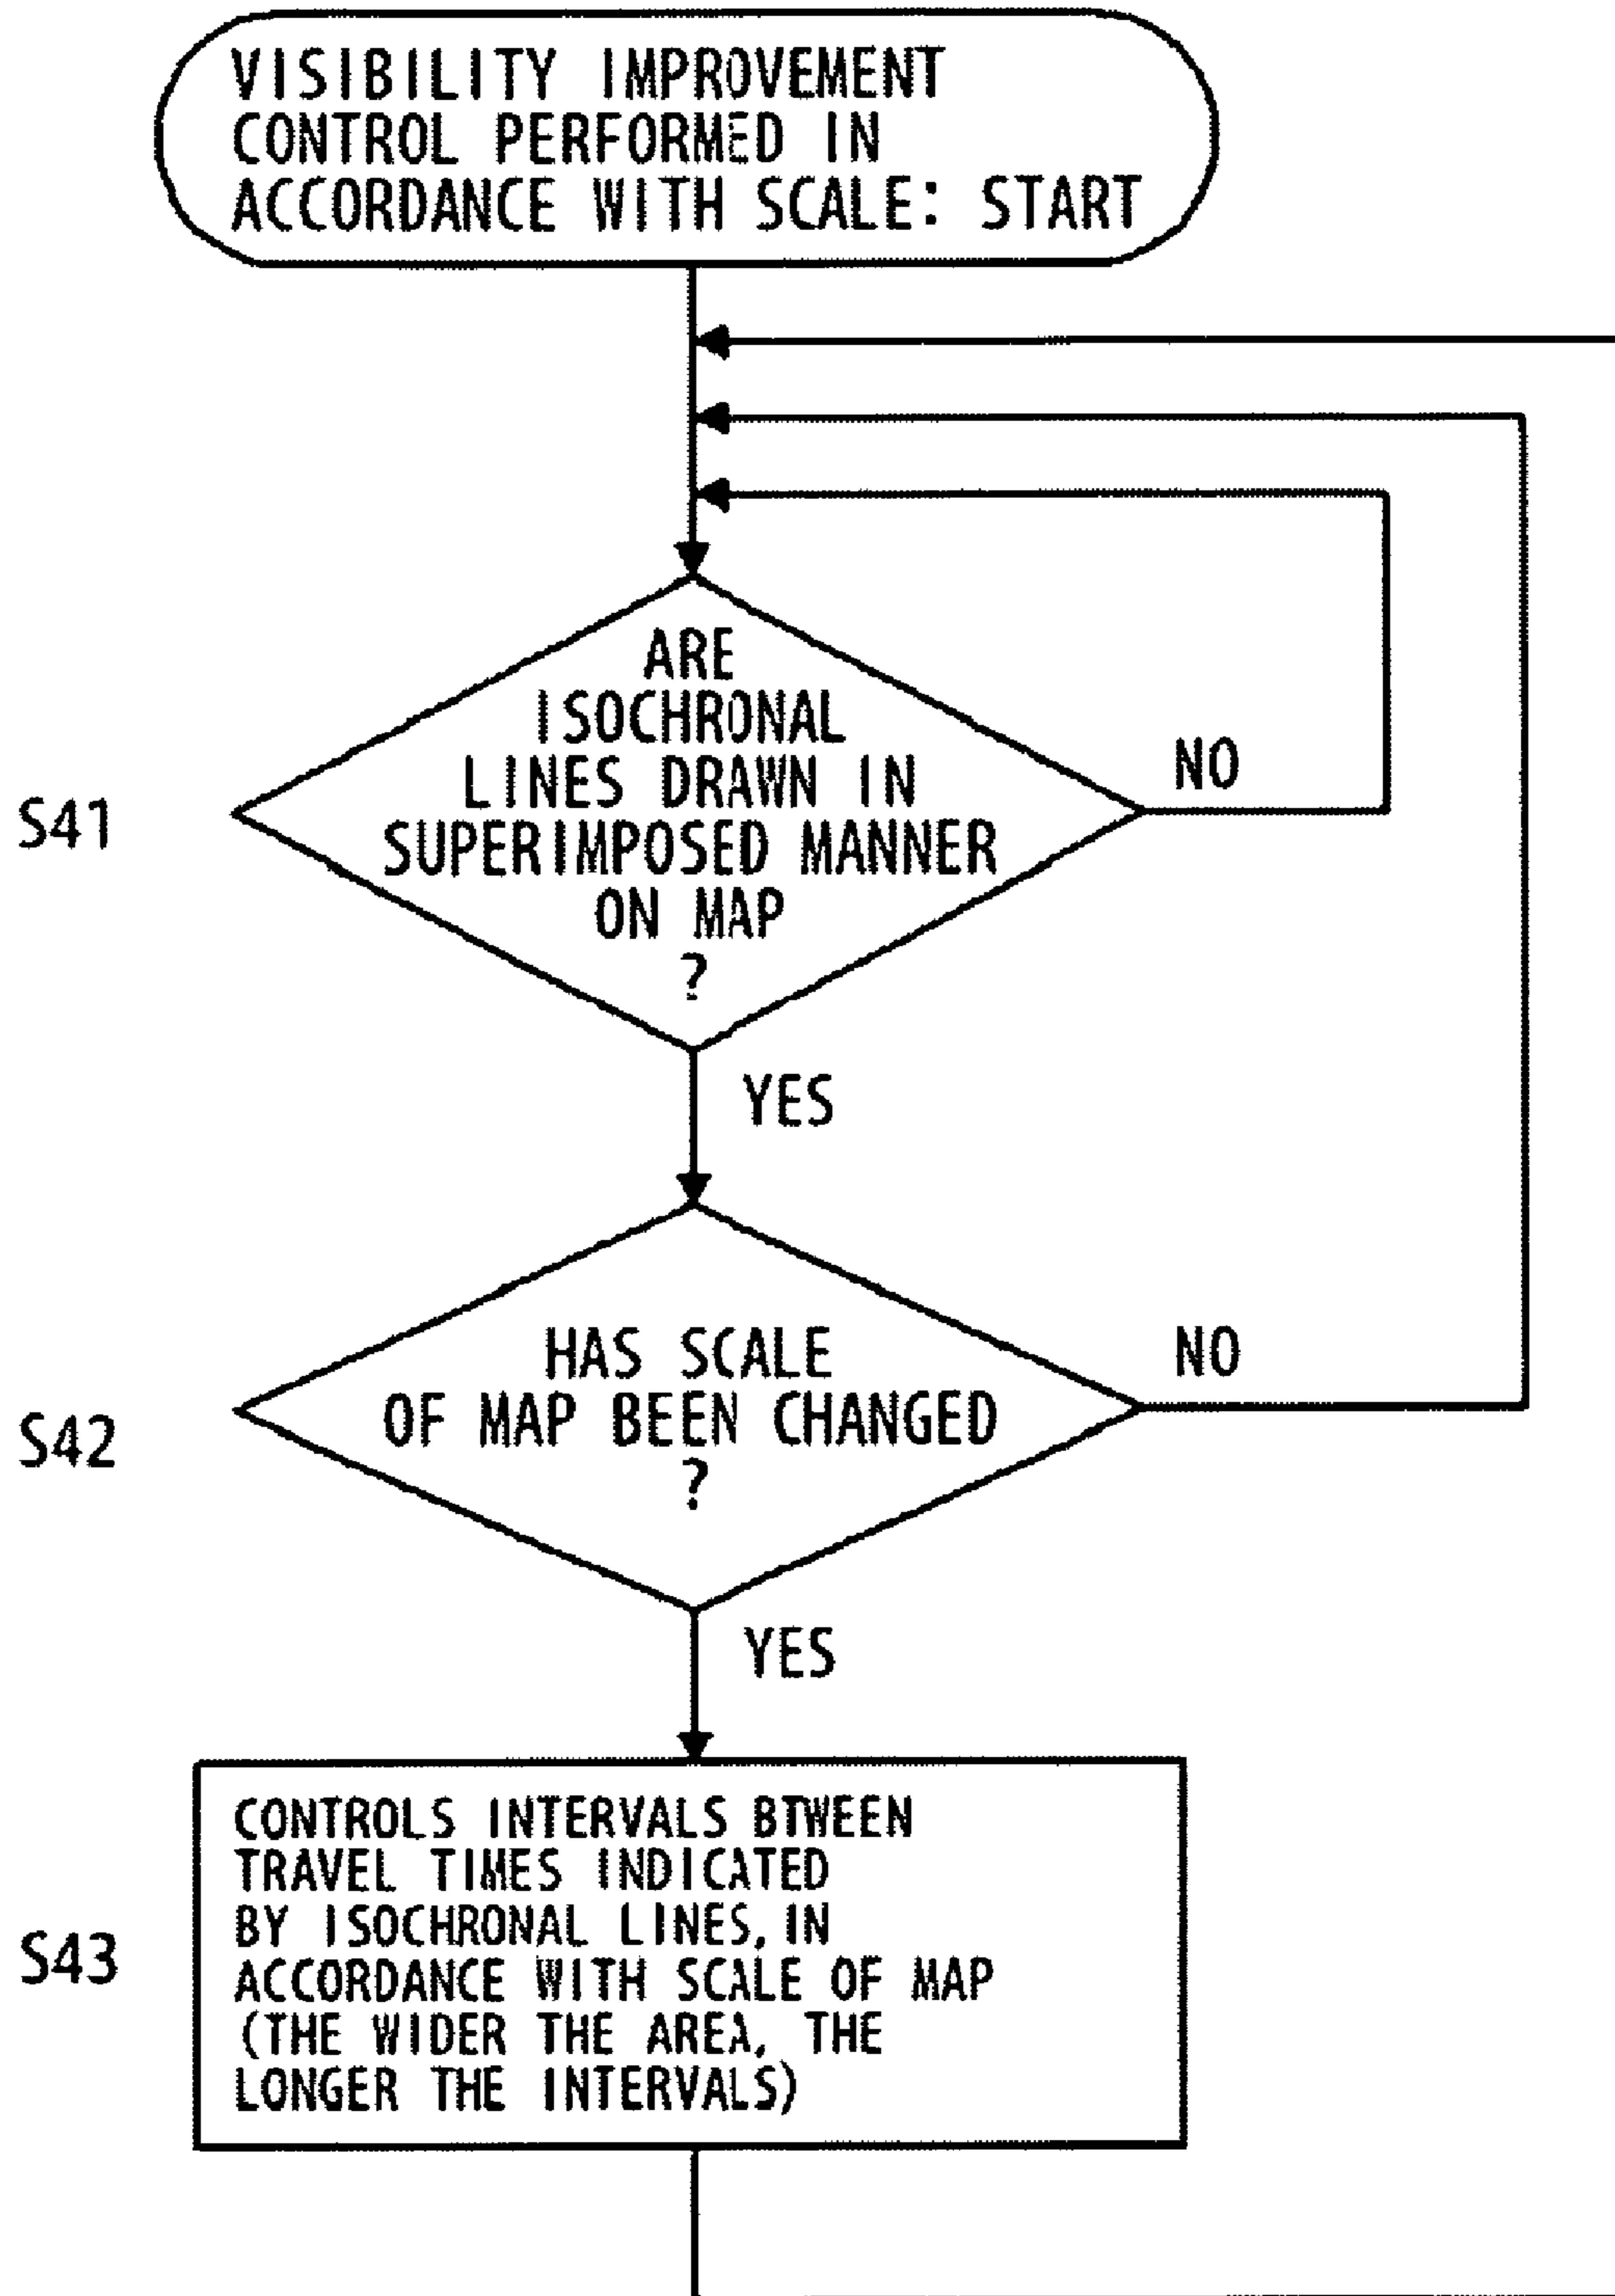 VISIBILITY IMPROVEMENT
CONTROL PERFORMED IN
ACCORDANCE WITH SCALE: START
ARE
ISOCHRONAL
LINES DRAWN IN
SUPERIMPOSED MANNER
ON MAP
?
NO
S41
YES
HAS SCALE
OF MAP BEEN CHANGED
?
NO
S42
YES
CONTROLS INTERVALS BTWEEN
TRAVEL TIMES INDICATED
BY ISOCHRONAL LINES, IN
ACCORDANCE WITH SCALE OF MAP
(THE WIDER THE AREA, THE
LONGER THE INTERVALS)
S43